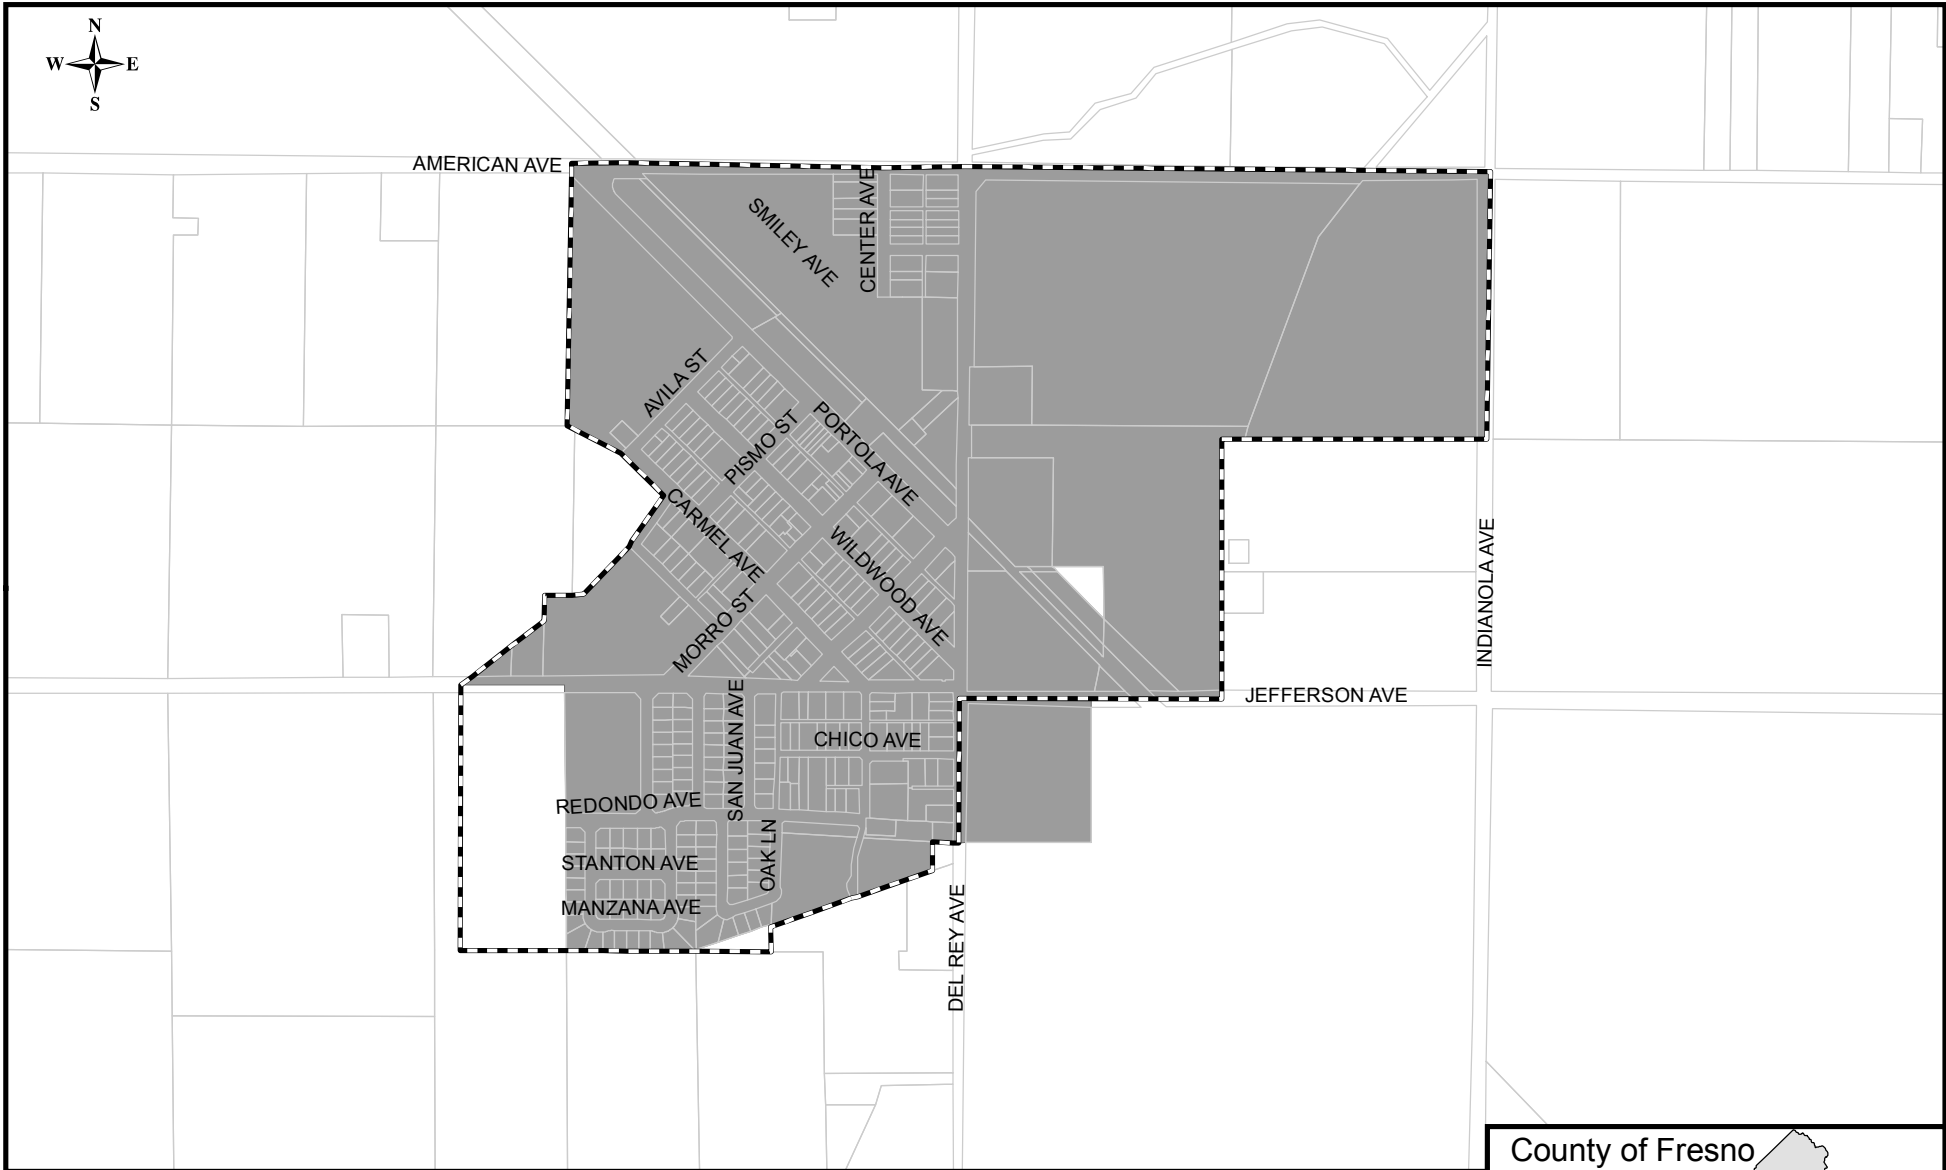 N
W E
S
AMERICAN AVE
SMILEY AVE
CENTER AVE
AVILA ST
PISMO ST
PORTOLA AVE
CARMEL AVE
WILDWOOD AVE
MORRO ST
INDIANOLA AVE
JEFFERSON AVE
SAN JUAN AVE
CHICO AVE
REDONDO AVE
OAK LN
STANTON AVE
MANZANA AVE
DEL REY AVE
County of Fresno